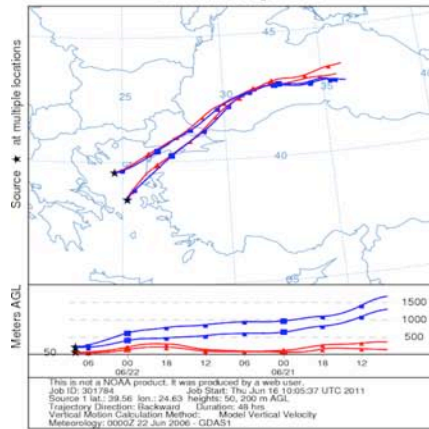 45
35
30
25
40
25
35
Source ★ at multiple locations
Meters AGL
1500
1000
500
50
06 00 18 12 06 00 18 12
06/22 06/21
This is not a NOAA product. It was produced by a web user.
Job ID: 301784 Job Start: Thu Jun 16 10:05:37 UTC 2011
Source 1 lat.: 39.56 lon.: 24.63 heights: 50, 200 m AGL
Trajectory Direction: Backward Duration: 48 hrs
Vertical Motion Calculation Method: Model Vertical Velocity
Meteorology: 0000Z 22 Jun 2006 - GDAS1